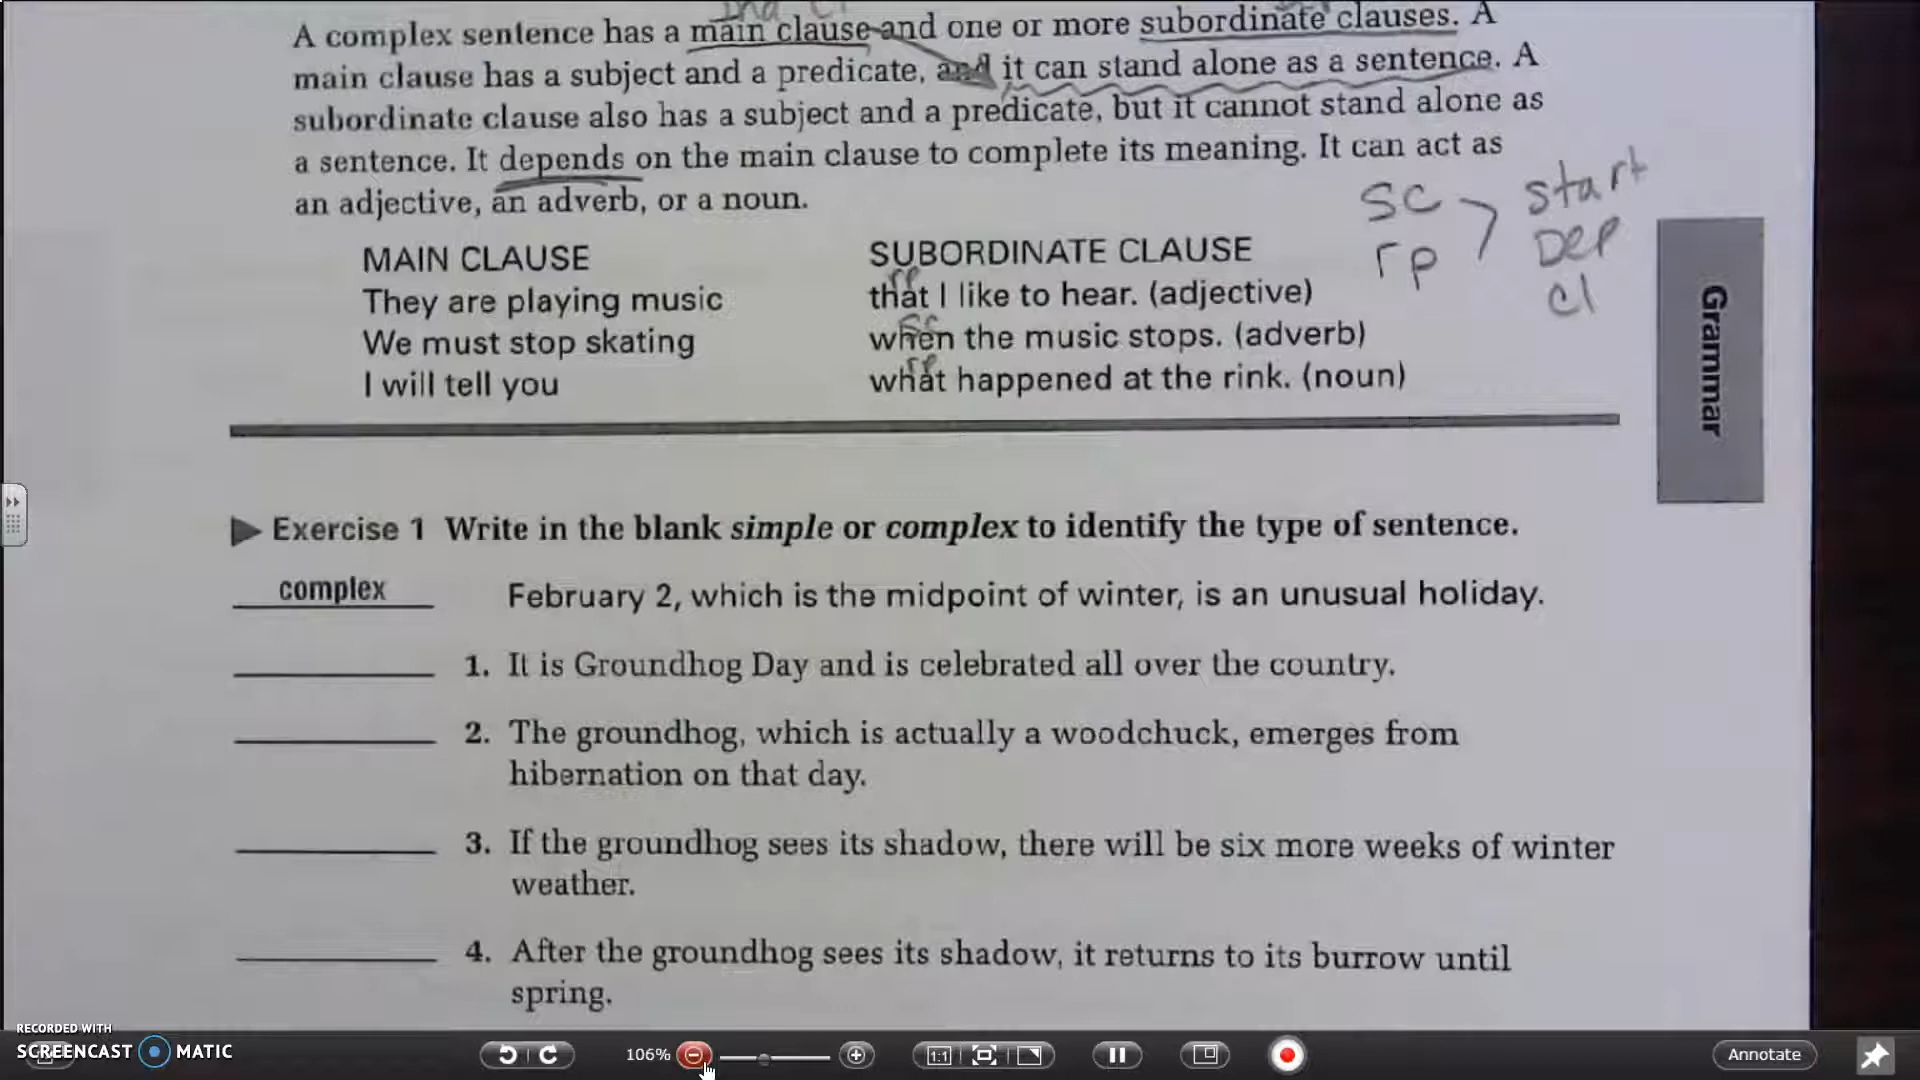 Ind Cl
A complex sentence has a main clause and one or more subordinate clauses. A
main clause has a subject and a predicate, and it can stand alone as a sentence. A
subordinate clause also has a subject and a predicate, but it cannot stand alone as
a sentence. It depends on the main clause to complete its meaning. It can act as
an adjective, an adverb, or a noun.
SC
rp
start
Dep
cl
MAIN CLAUSE
SUBORDINATE CLAUSE
rp
They are playing music
that I like to hear. (adjective)
SC
We must stop skating
when the music stops. (adverb)
rp
I will tell you
what happened at the rink. (noun)
Grammar
Exercise 1 Write in the blank simple or complex to identify the type of sentence.
complex February 2, which is the midpoint of winter, is an unusual holiday.
1. It is Groundhog Day and is celebrated all over the country.
2. The groundhog, which is actually a woodchuck, emerges from
hibernation on that day.
3. If the groundhog sees its shadow, there will be six more weeks of winter
weather.
4. After the groundhog sees its shadow, it returns to its burrow until
spring.
RECORDED WITH
SCREENCAST MATIC
106%
1:1
Annotate